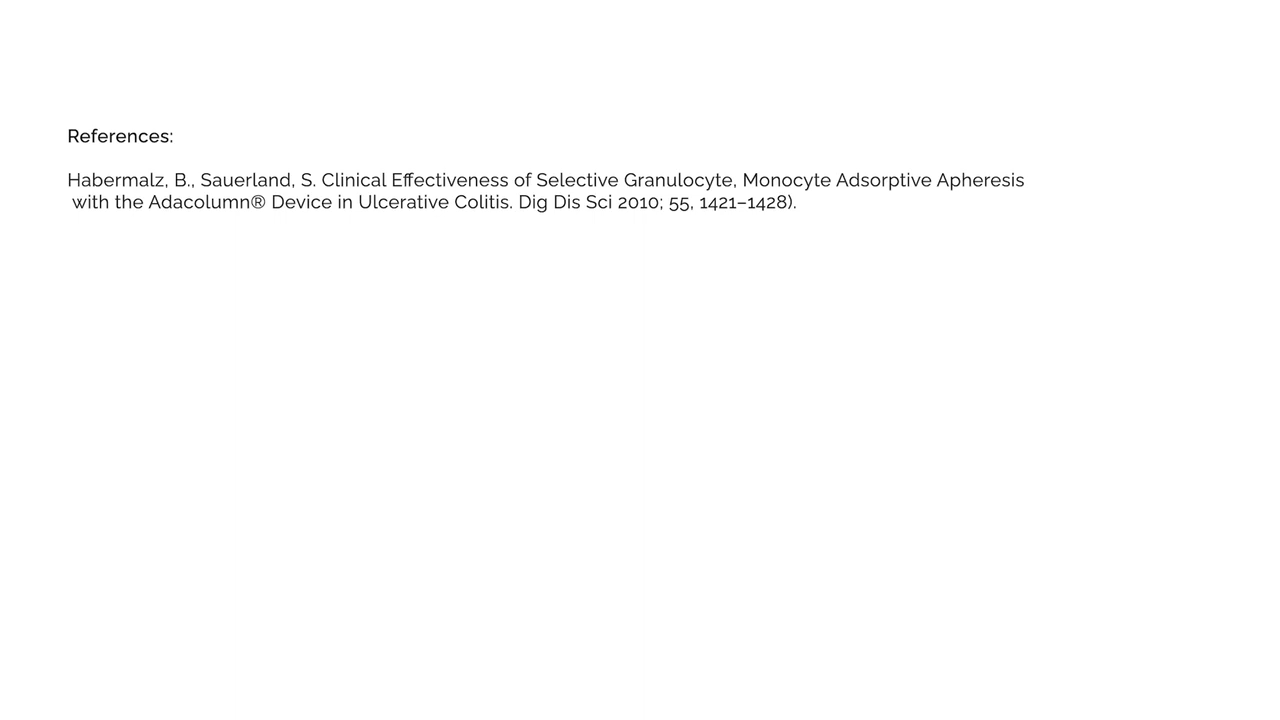 References:
Habermalz, B., Sauerland, S. Clinical Effectiveness of Selective Granulocyte, Monocyte Adsorptive Apheresis
with the Adacolumn® Device in Ulcerative Colitis. Dig Dis Sci 2010; 55, 1421–1428).